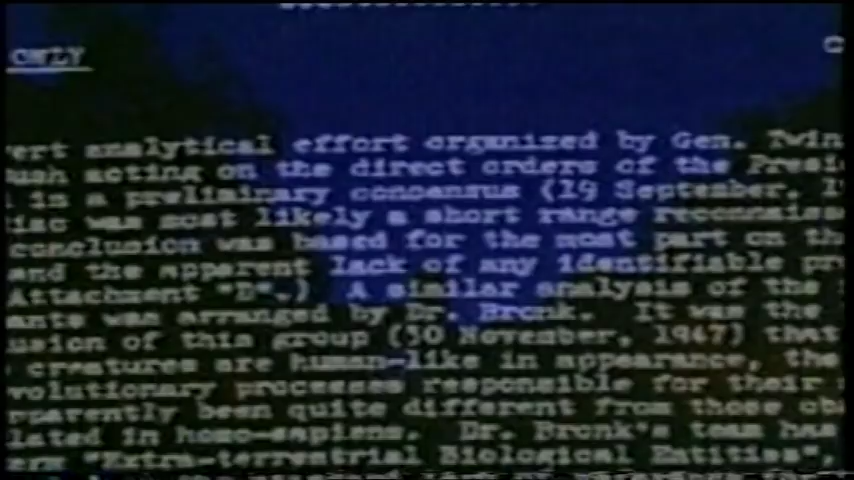 ONLY
ert analytical effort organized by Gen. Twin
ush acting on the direct orders of the Presi
is a preliminary consensus (19 September, 1
isc was most likely a short range reconnaiss
conclusion was based for the most part on th
and the apparent lack of any identifiable pr
Attachment "D".) A similar analysis of the
ants was arranged by Dr. Bronk. It was the
usion of this group (30 November, 1947) that
creatures are human-like in appearance, the
volutionary processes responsible for their
pparently been quite different from those ob
lated in homo-sapiens. Dr. Bronk's team has
erm "Extra-terrestrial Biological Entities",